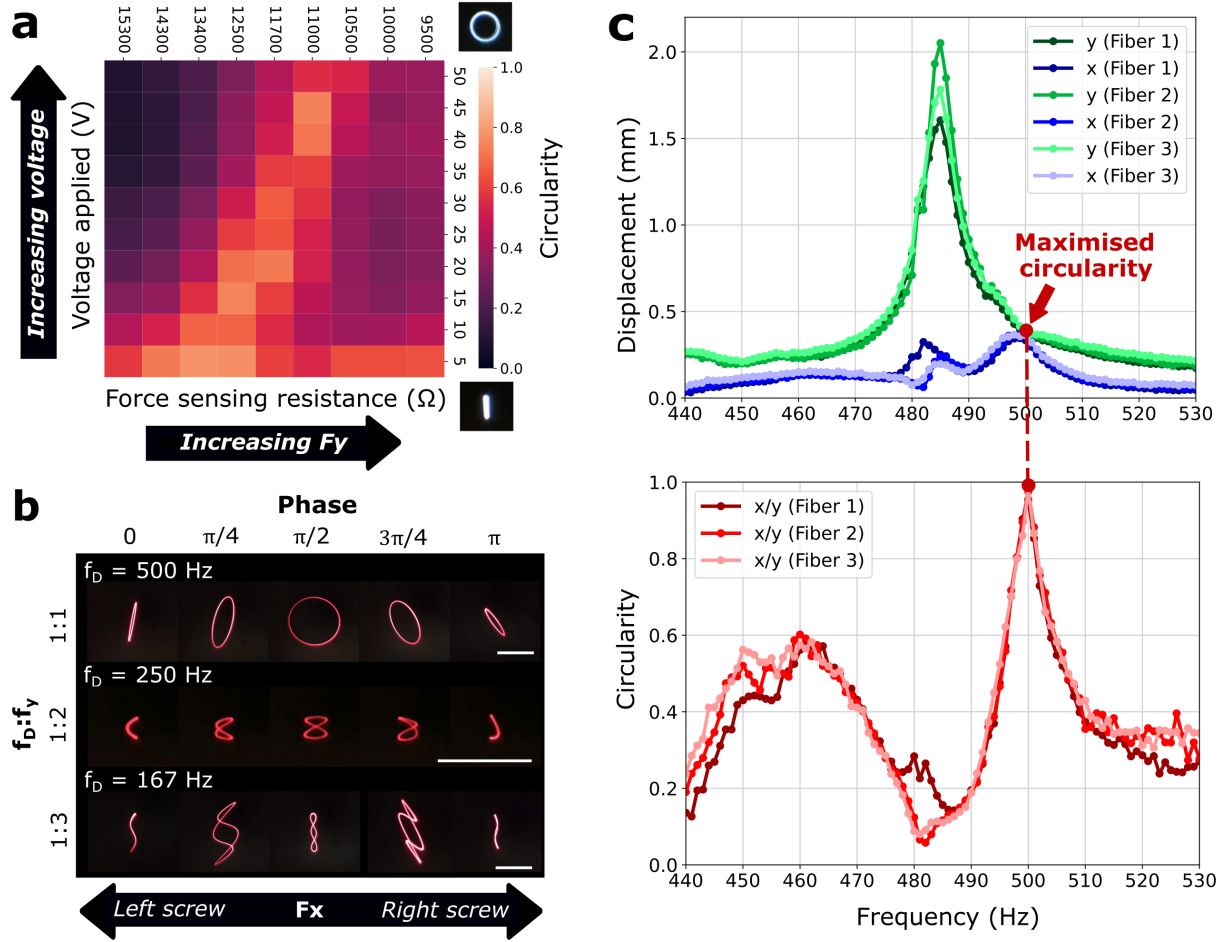 a
15300 14300 13400 12500 11700 11000 10500 10000 9500
Increasing voltage
Voltage applied (V)
50
45
40
35
30
25
20
15
10
5
1.0
0.8
0.6
0.4
0.2
0.0
Circularity
Force sensing resistance (Ω)
Increasing Fy
b
Phase
0 π/4 π/2 3π/4 π
f_D:f_y
f_D = 500 Hz
1:1
f_D = 250 Hz
1:2
f_D = 167 Hz
1:3
Left screw Fx Right screw
c
Displacement (mm)
2.0
1.5
1.0
0.5
0.0
y (Fiber 1)
x (Fiber 1)
y (Fiber 2)
x (Fiber 2)
y (Fiber 3)
x (Fiber 3)
Maximised
circularity
440 450 460 470 480 490 500 510 520 530
Circularity
1.0
0.8
0.6
0.4
0.2
0.0
x/y (Fiber 1)
x/y (Fiber 2)
x/y (Fiber 3)
440 450 460 470 480 490 500 510 520 530
Frequency (Hz)